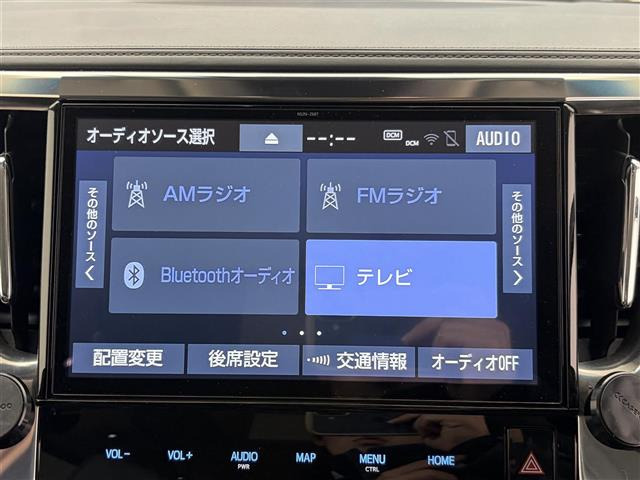 オーディオソース選択
--:--
DCM
DCM
AUDIO
その他のソース
AMラジオ
FMラジオ
その他のソース
Bluetoothオーディオ
テレビ
配置変更
後席設定
交通情報
オーディオOFF
VOL-
VOL+
AUDIO
PWR
MAP
MENU
CTRL
HOME